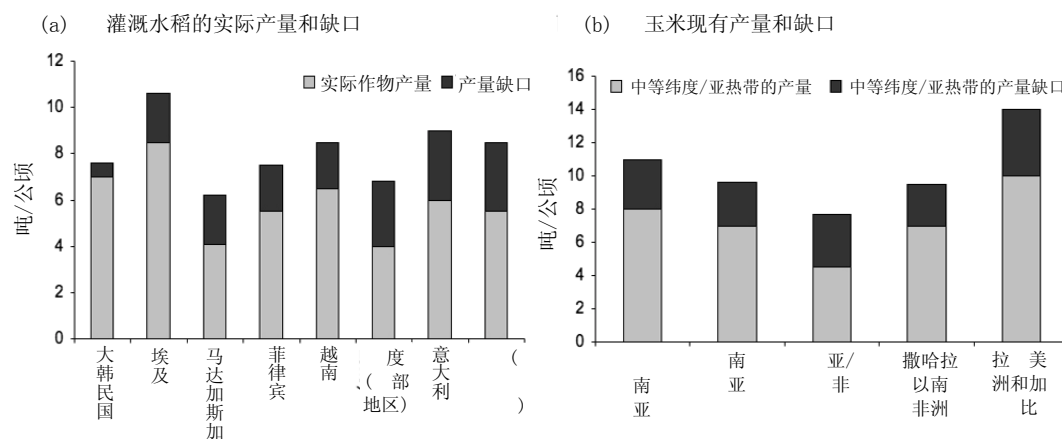 (a) 灌溉水稻的实际产量和缺口
实际作物产量 产量缺口
吨/公顷
12
10
8
6
4
2
0
大韩民国
埃及
马达加斯加
菲律宾
越南
度
( 部
、地区)
意大利
(
)
(b) 玉米现有产量和缺口
中等纬度/亚热带的产量 中等纬度/亚热带的产量缺口
吨/公顷
16
14
12
10
8
6
4
2
0
南
亚
南
亚
亚/
非
撒哈拉
以南
非洲
拉 美
洲和加
比